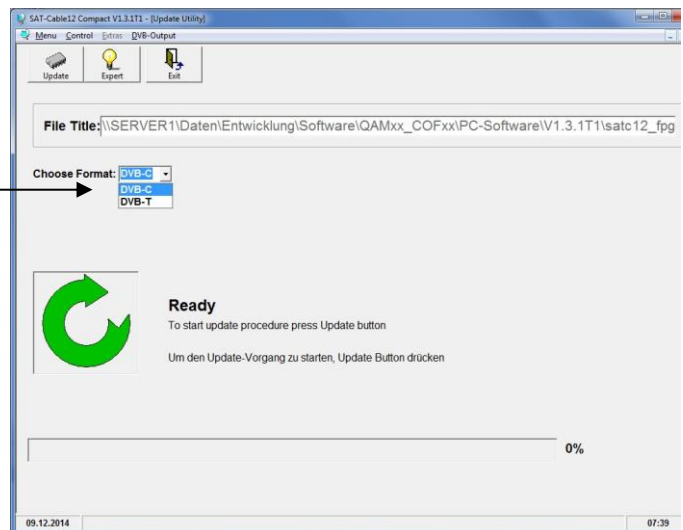 SAT-Cable12 Compact V1.3.1T1 - [Update Utility]
Menu Control Extras DVB-Output
Update Expert Exit
File Title: \\SERVER1\Daten\Entwicklung\Software\QAMxx_COFxx\PC-Software\V1.3.1T1\satc12_fpg
Choose Format: DVB-C
DVB-C
DVB-T
Ready
To start update procedure press Update button
Um den Update-Vorgang zu starten, Update Button drücken
0%
09.12.2014 07:39